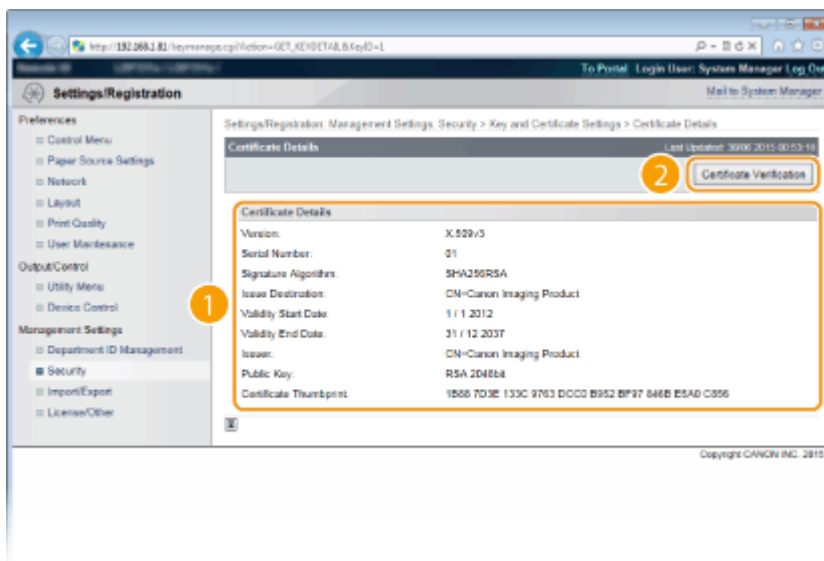 http://192.168.1.81/keymanage.cgi?Action=GET_KEYDETAIL&KeyID=1
To Portal Login User: System Manager Log Ou
Settings/Registration
Mail to System Manager
Preferences
Control Menu
Paper Source Settings
Network
Layout
Print Quality
User Maintenance
Output/Control
Utility Menu
Device Control
Management Settings
Department ID Management
Security
Import/Export
License/Other
Settings/Registration: Management Settings: Security > Key and Certificate Settings > Certificate Details
Certificate Details
Last Updated: 30/06 2015 00:53:18
2
Certificate Verification
1
Certificate Details
Version: X.509v3
Serial Number: 01
Signature Algorithm: SHA256RSA
Issue Destination: CN=Canon Imaging Product
Validity Start Date: 1 / 1 2012
Validity End Date: 31 / 12 2037
Issuer: CN=Canon Imaging Product
Public Key: RSA 2048bit
Certificate Thumbprint: 1B88 7D3E 133C 9763 DCC0 B952 BF97 846B E5A0 C856
Copyright CANON INC. 2015